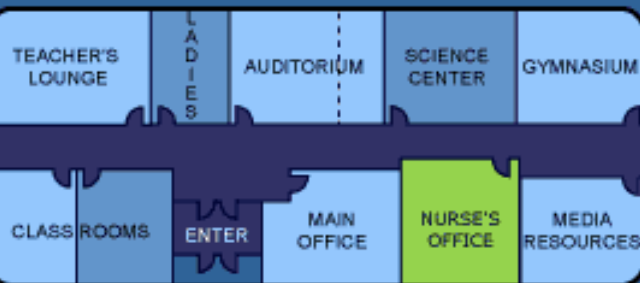 TEACHER'S
LOUNGE
LADIES
AUDITORIUM
SCIENCE
CENTER
GYMNASIUM
CLASS ROOMS
ENTER
MAIN
OFFICE
NURSE'S
OFFICE
MEDIA
RESOURCES